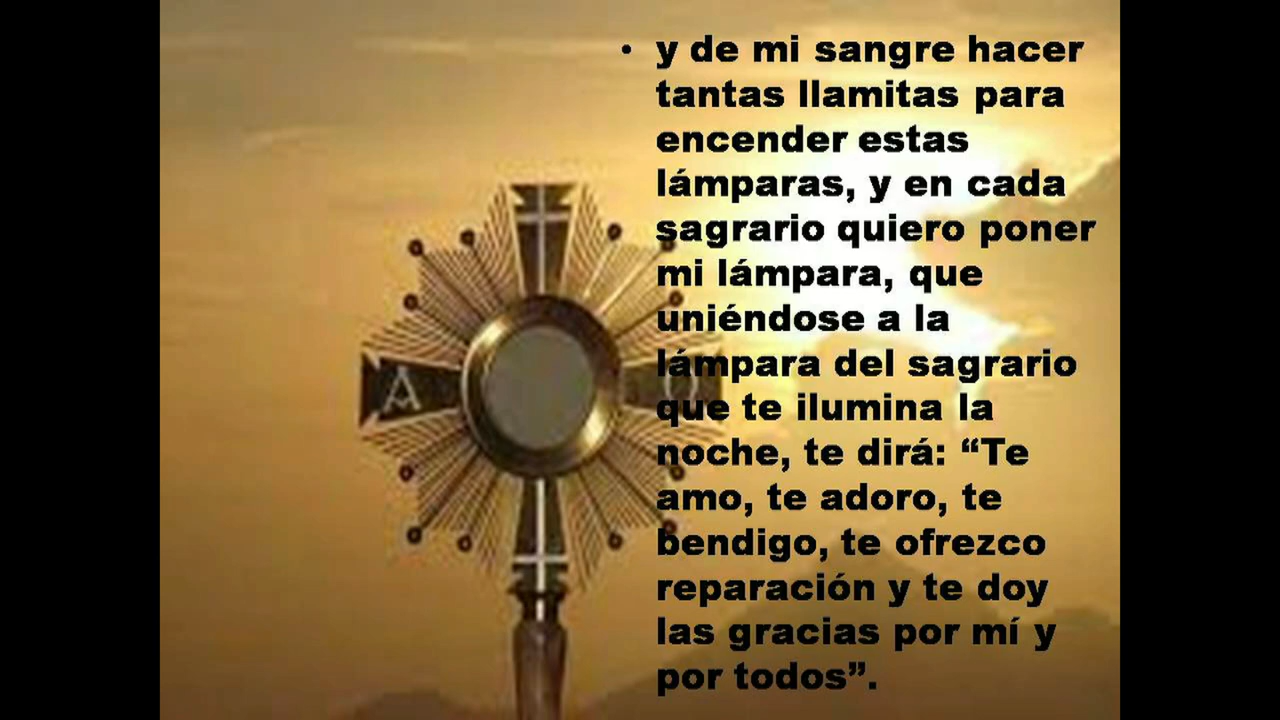 • y de mi sangre hacer
tantas llamitas para
encender estas
lámparas, y en cada
sagrario quiero poner
mi lámpara, que
uniéndose a la
lámpara del sagrario
que te ilumina la
noche, te dirá: “Te
amo, te adoro, te
bendigo, te ofrezco
reparación y te doy
las gracias por mí y
por todos”.
A Ω